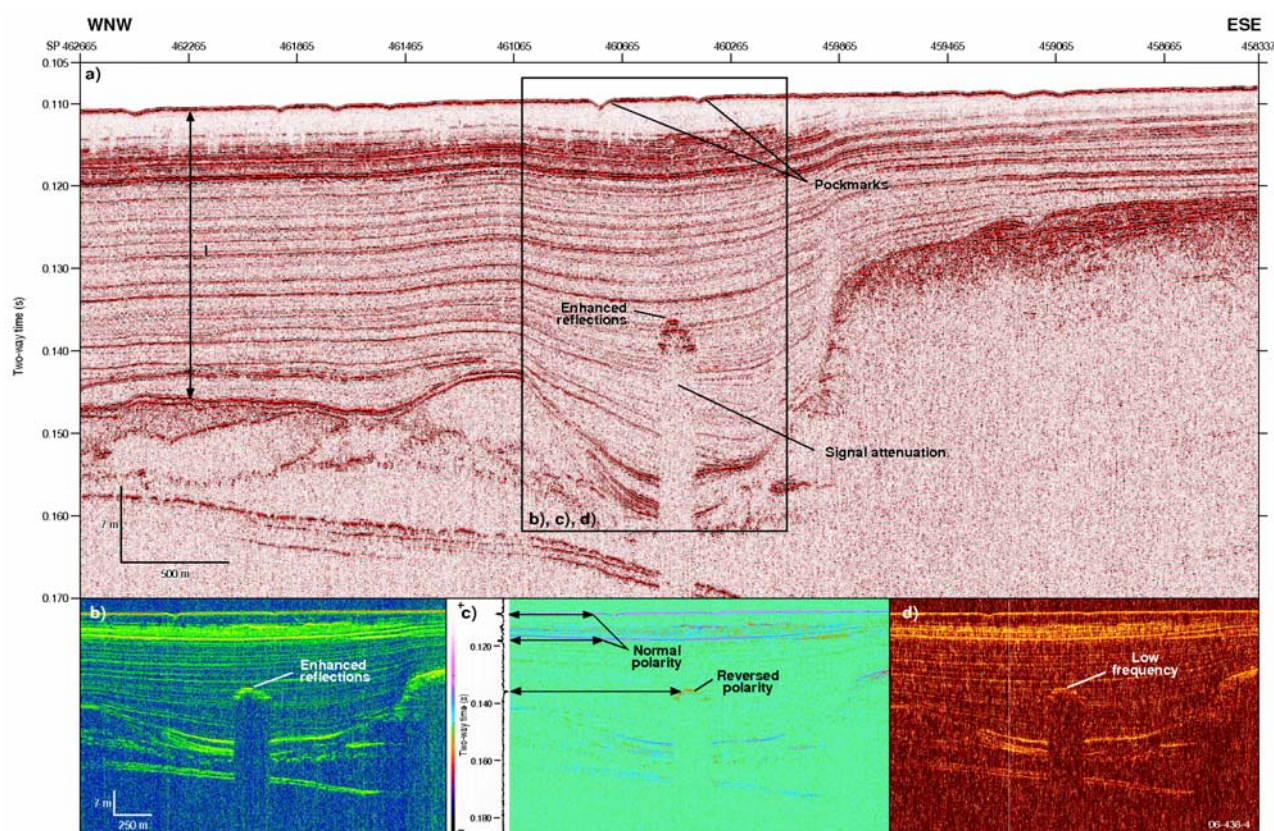 WNW
ESE
SP 462665 462265 461865 461465 461065 460665 460265 459865 459465 459065 458665 458337
a)
0.105
0.110
0.120
0.130
0.140
0.150
0.160
0.170
Two-way time (s)
Pockmarks
Enhanced
reflections
Signal attenuation
7 m
500 m
b), c), d)
b)
Enhanced
reflections
7 m
250 m
c)
+
0.120
0.140
0.160
0.180
Two-way time (s)
Normal
polarity
Reversed
polarity
d)
Low
frequency
06-438-4